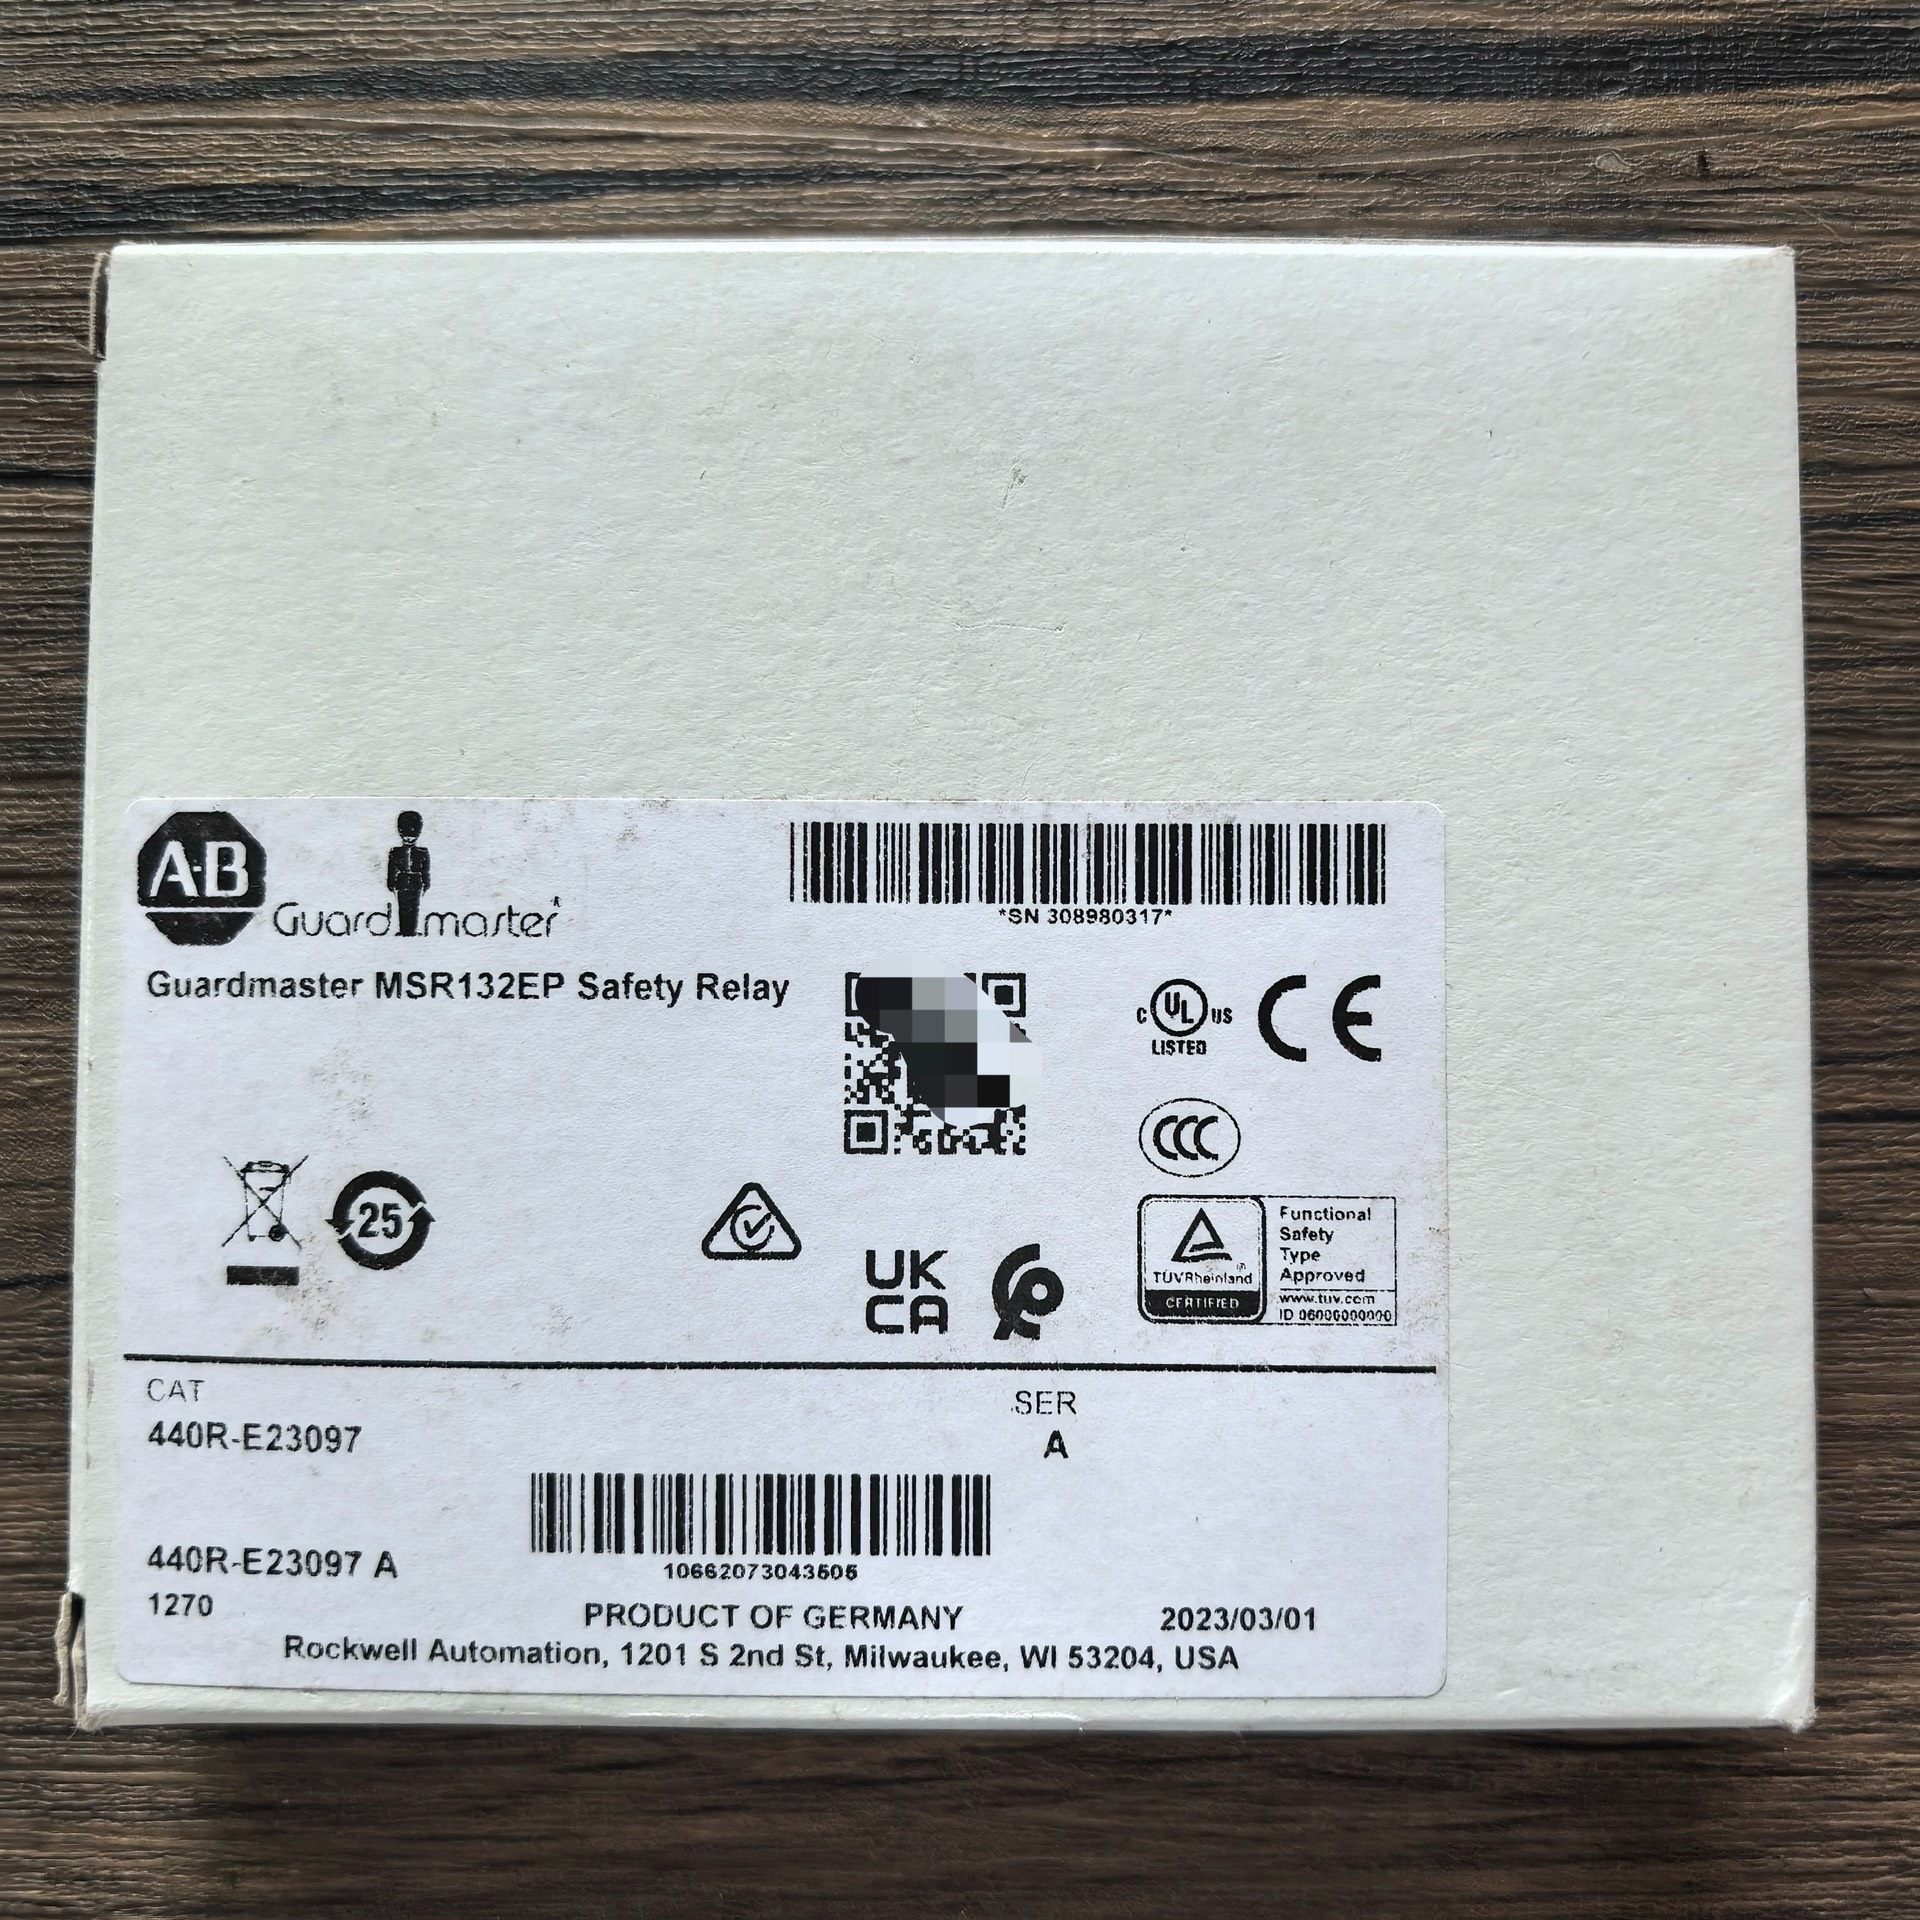 A-B
Guardmaster
*SN 308980317*
Guardmaster MSR132EP Safety Relay
C UL US
LISTED
CE
CCC
25
UK
CA
TÜVRheinland
CERTIFIED
Functional
Safety
Type
Approved
www.tuv.com
ID 06000000000
CAT
SER
440R-E23097
A
440R-E23097 A
10662073043505
1270
PRODUCT OF GERMANY
2023/03/01
Rockwell Automation, 1201 S 2nd St, Milwaukee, WI 53204, USA